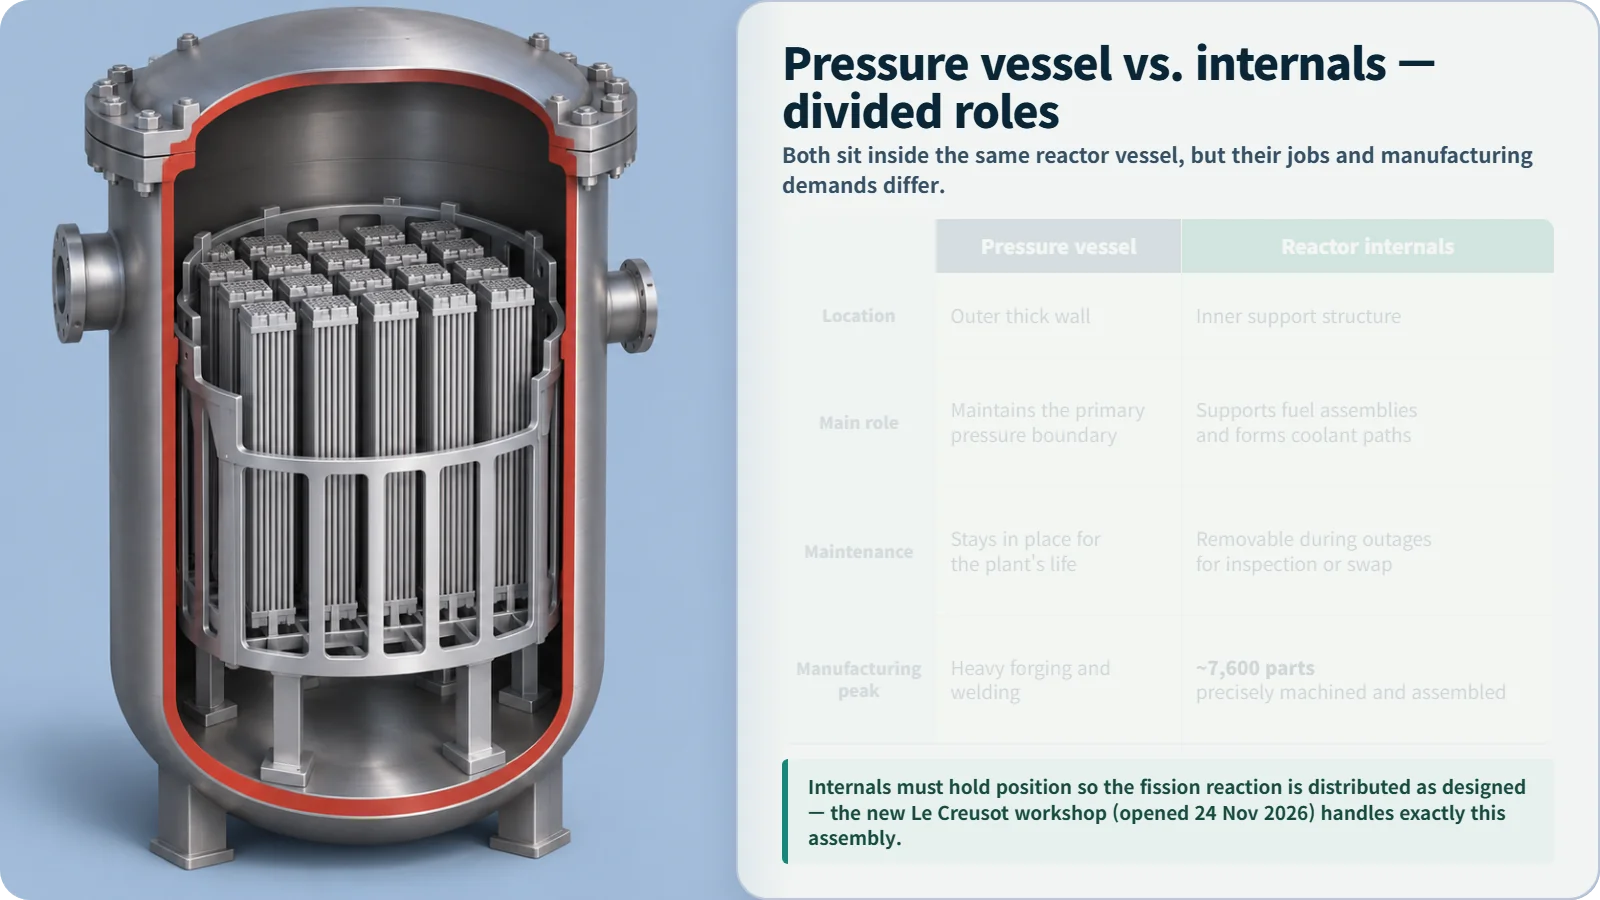 Pressure vessel vs. internals —
divided roles
Both sit inside the same reactor vessel, but their jobs and manufacturing
demands differ.
Pressure vessel
Reactor internals
Location
Outer thick wall
Inner support structure
Main role
Maintains the primary
pressure boundary
Supports fuel assemblies
and forms coolant paths
Maintenance
Stays in place for
the plant's life
Removable during outages
for inspection or swap
Manufacturing
peak
Heavy forging and
welding
~7,600 parts
precisely machined and assembled
Internals must hold position so the fission reaction is distributed as designed
— the new Le Creusot workshop (opened 24 Nov 2026) handles exactly this
assembly.